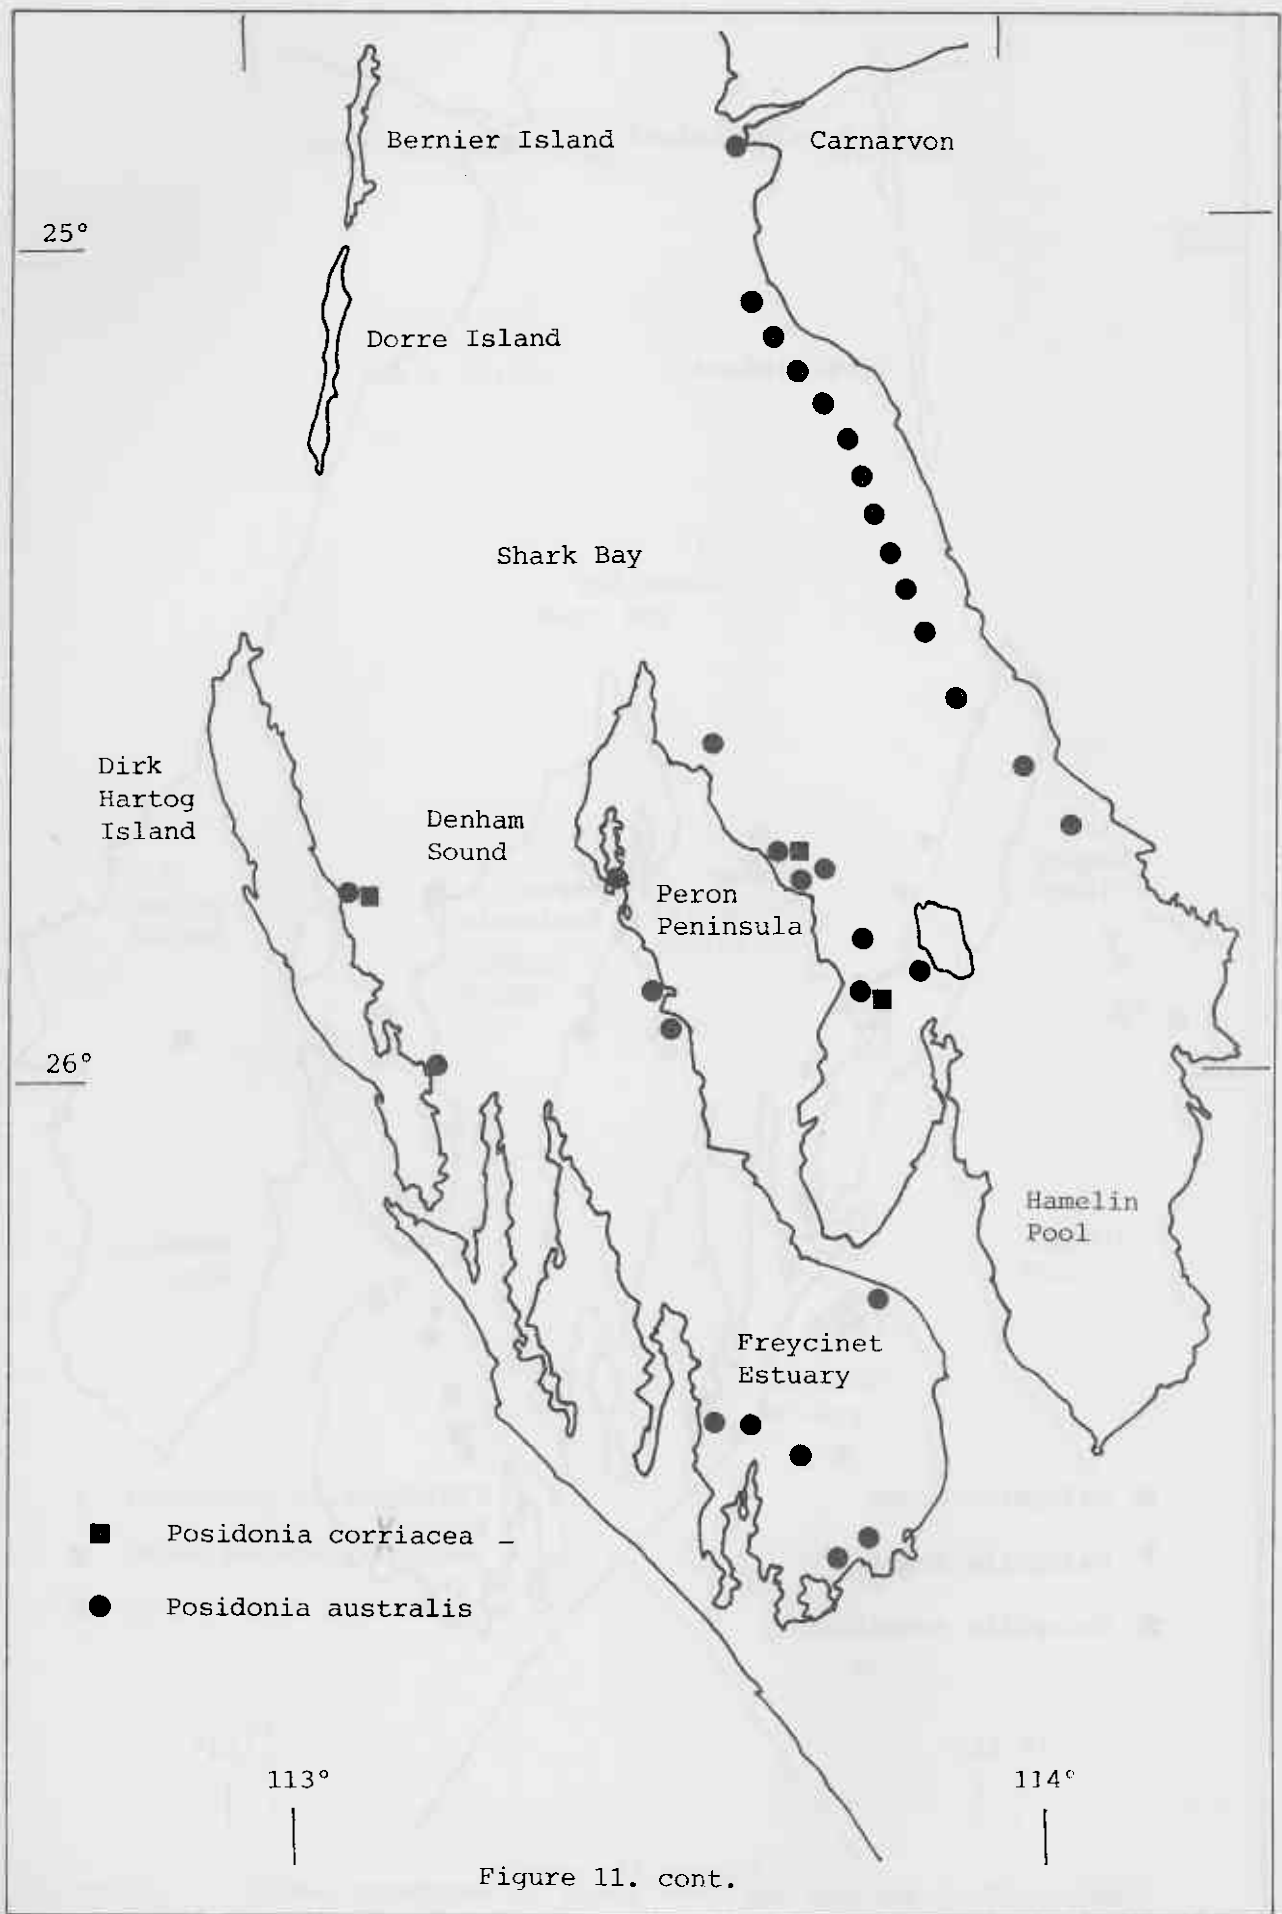 Bernier Island
Carnarvon
25°
Dorre Island
Shark Bay
Dirk
Hartog
Island
Denham
Sound
Peron
Peninsula
26°
Hamelin
Pool
Freycinet
Estuary
Posidonia corriacea –
Posidonia australis
113°
114°
Figure 11. cont.